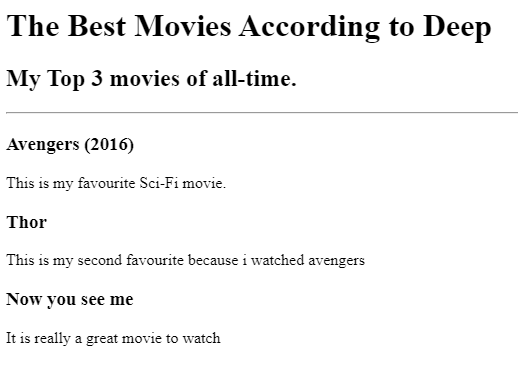 The Best Movies According to Deep
My Top 3 movies of all-time.
Avengers (2016)
This is my favourite Sci-Fi movie.
Thor
This is my second favourite because i watched avengers
Now you see me
It is really a great movie to watch